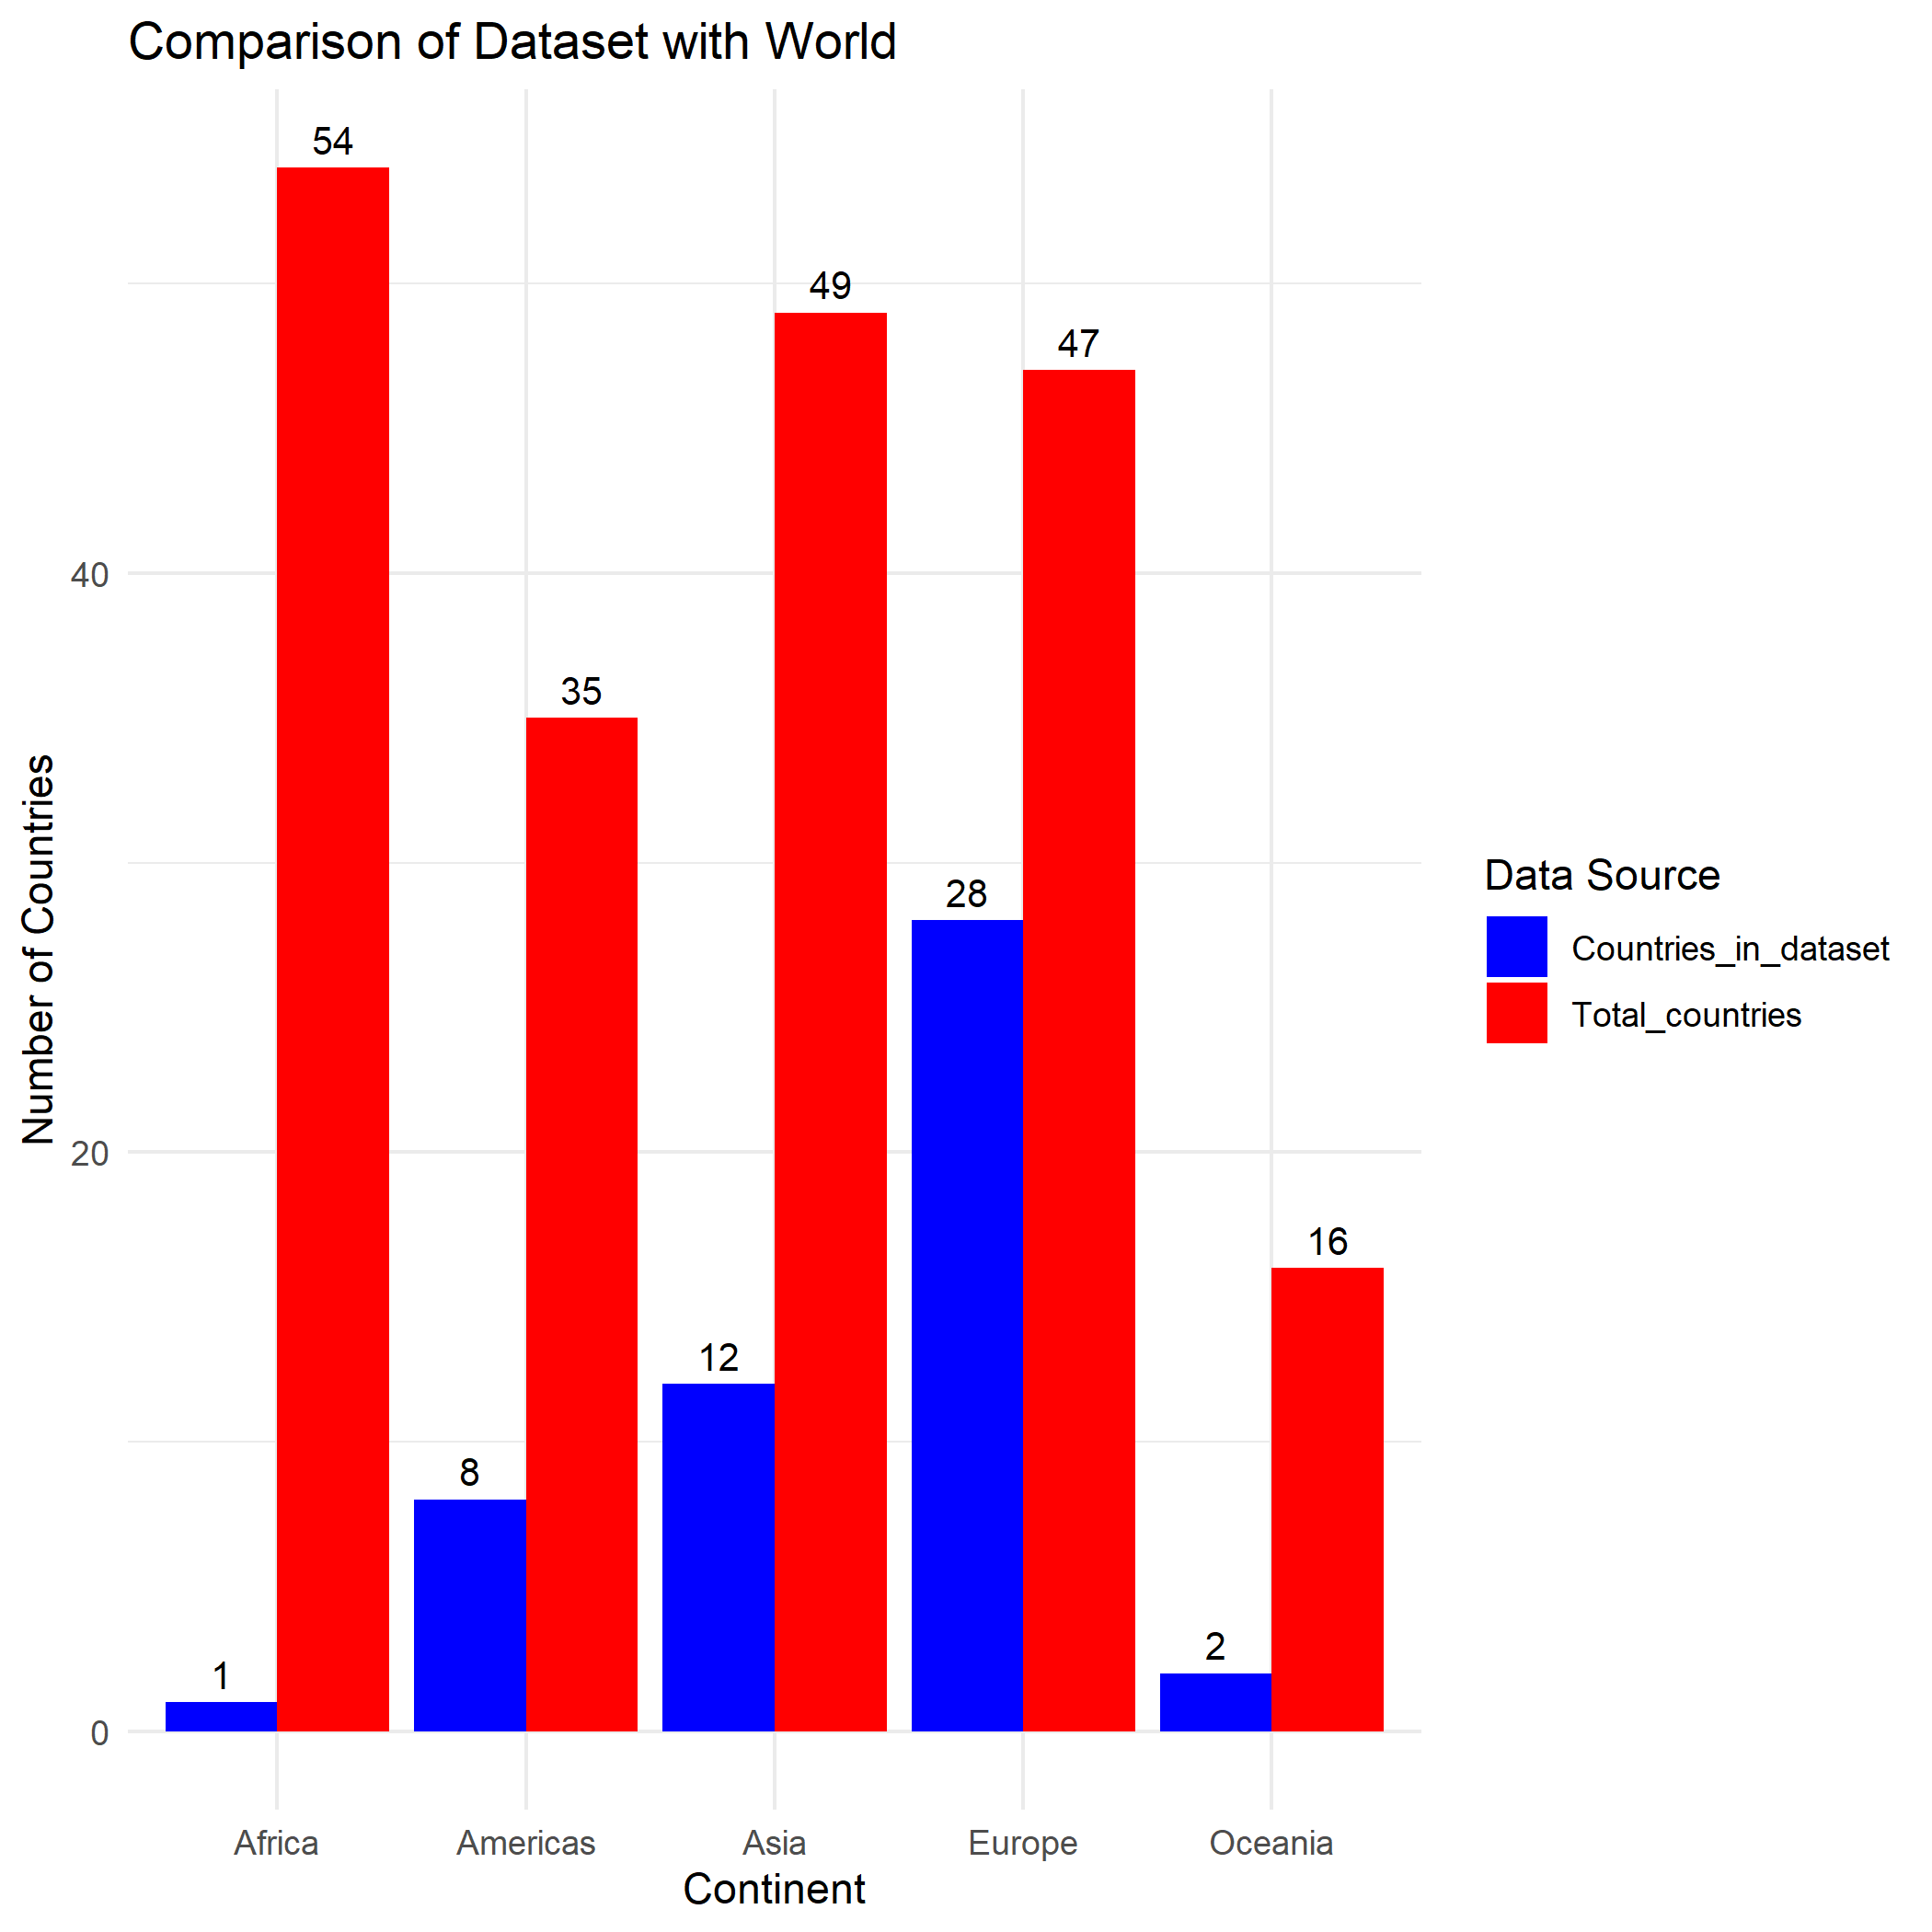 Comparison of Dataset with World
54
49
47
40
35
28
20
16
12
8
2
1
0
Number of Countries
Africa
Americas
Asia
Europe
Oceania
Continent
Data Source
Countries_in_dataset
Total_countries